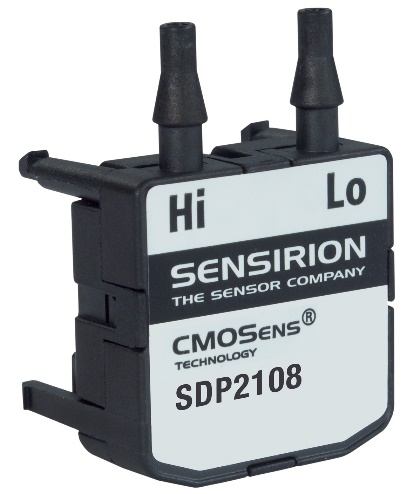 Hi Lo
SENSIRION
THE SENSOR COMPANY
CMOSENS®
TECHNOLOGY
SDP2108